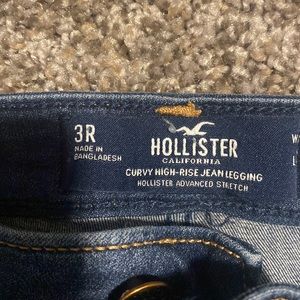 3R
MADE IN
BANGLADESH
HOLLISTER
CALIFORNIA
CURVY HIGH-RISE JEAN LEGGING
HOLLISTER ADVANCED STRETCH
W
L